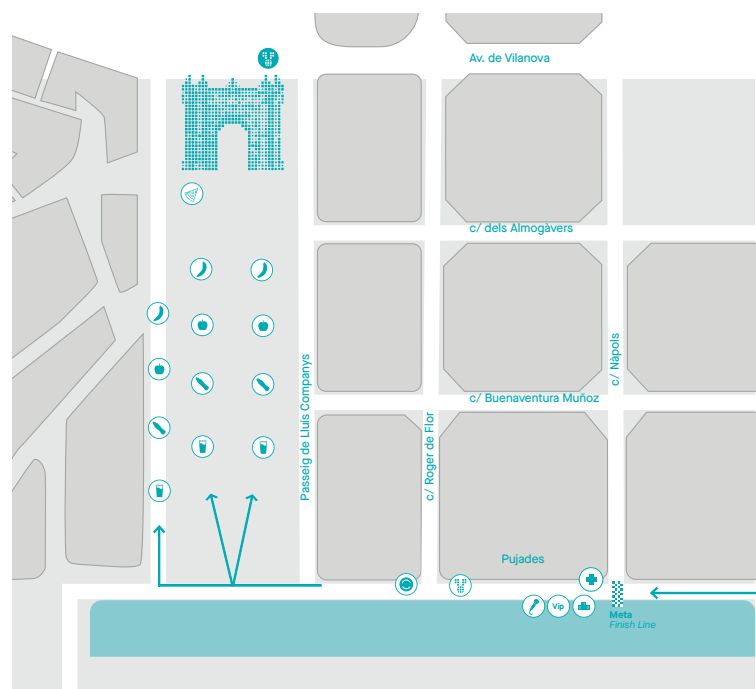 Av. de Vilanova
c/ dels Almogàvers
c/ Nàpols
Passeig de Lluís Companys
c/ Buenaventura Muñoz
c/ Roger de Flor
Pujades
Vip
Meta
Finish Line